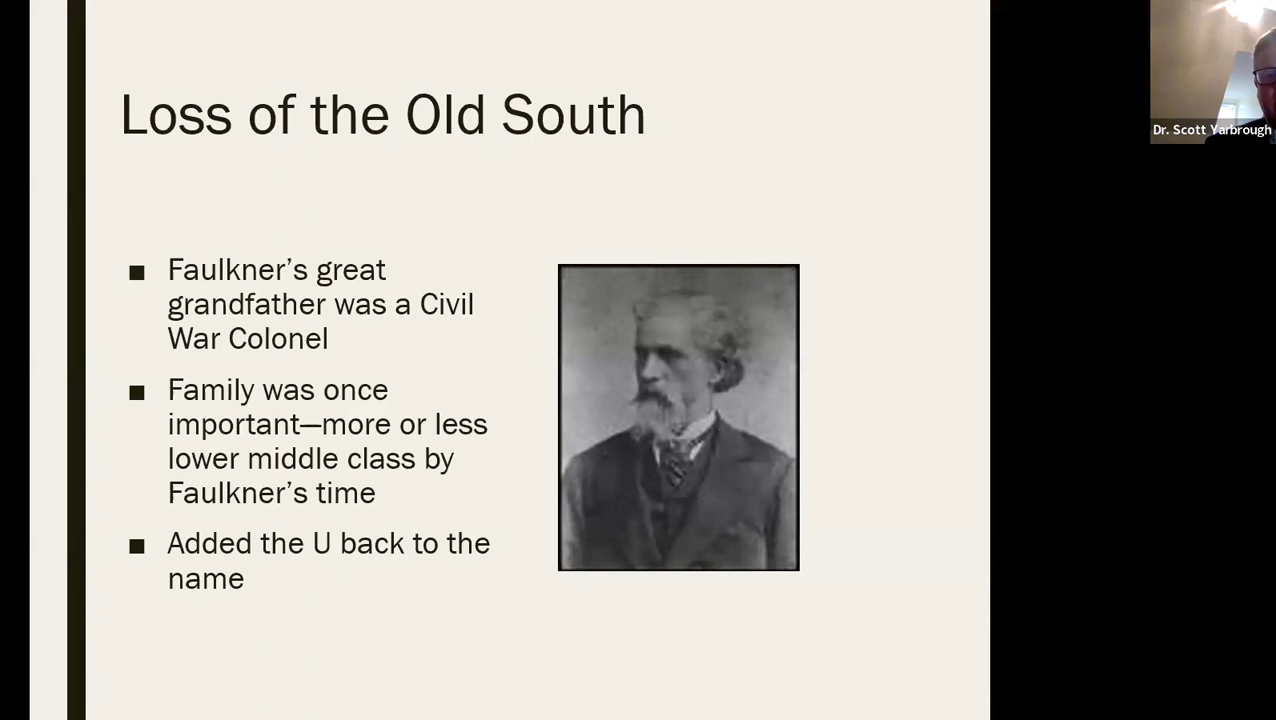 Loss of the Old South
Dr. Scott Yarbrough
■ Faulkner’s great
grandfather was a Civil
War Colonel
■ Family was once
important—more or less
lower middle class by
Faulkner’s time
■ Added the U back to the
name